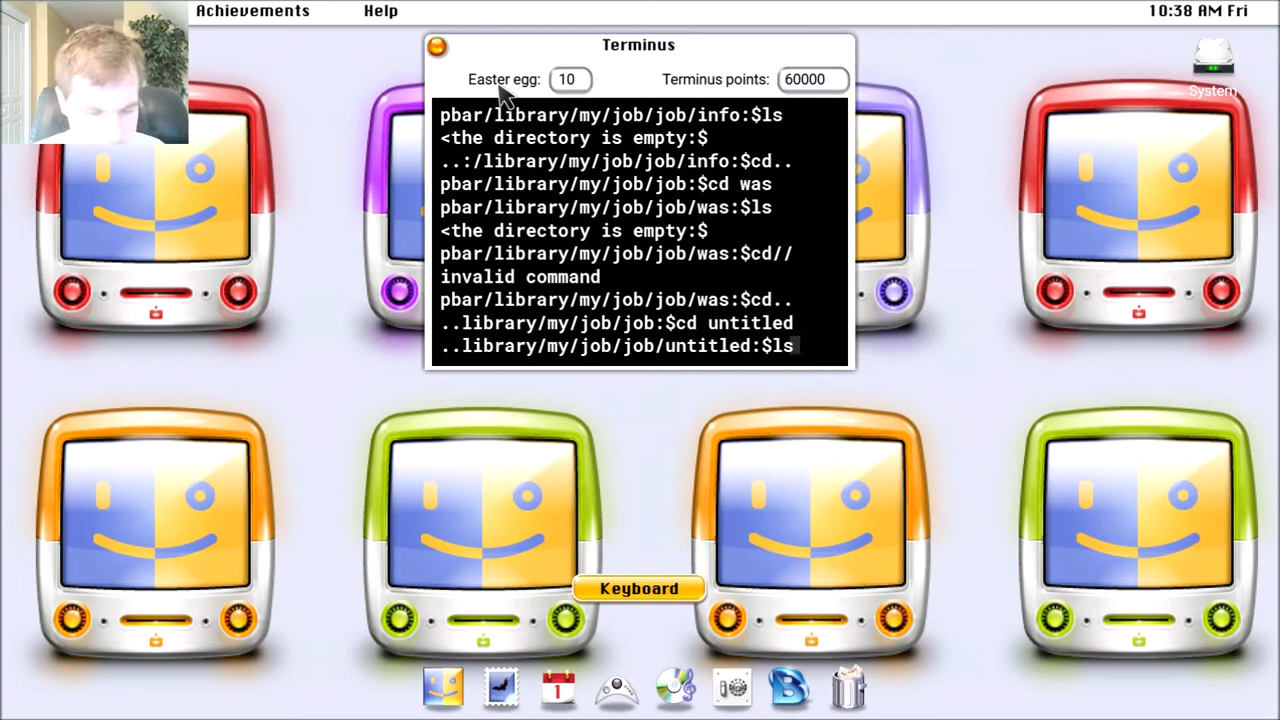 Achievements Help 10:38 AM Fri
Terminus
Easter egg: 10 Terminus points: 60000
System
pbar/library/my/job/job/info:$ls
<the directory is empty:$
..:/library/my/job/job/info:$cd..
pbar/library/my/job/job:$cd was
pbar/library/my/job/job/was:$ls
<the directory is empty:$
pbar/library/my/job/job/was:$cd//
invalid command
pbar/library/my/job/job/was:$cd..
..library/my/job/job:$cd untitled
..library/my/job/job/untitled:$ls
Keyboard
1